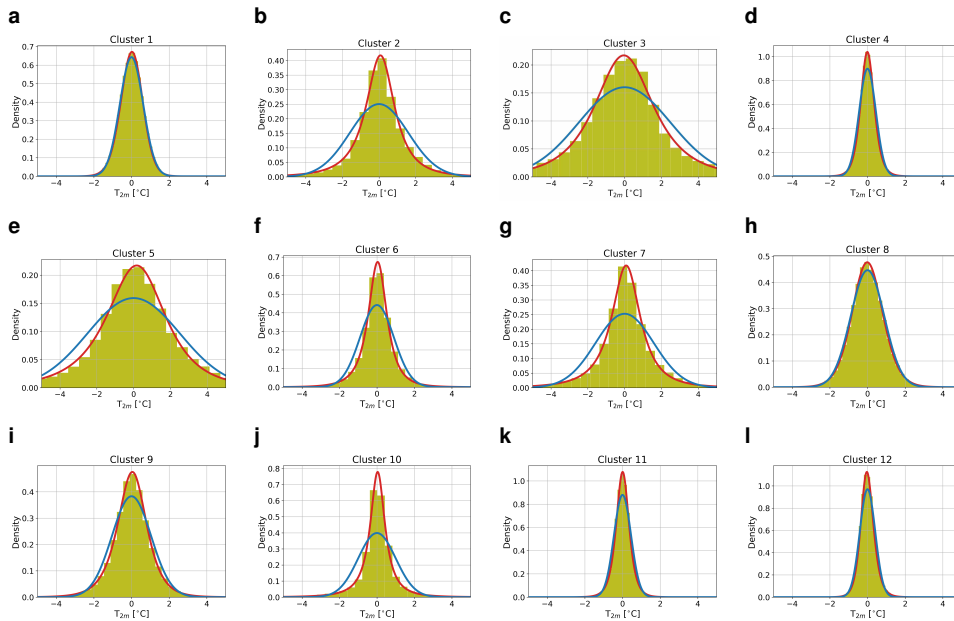 a
Cluster 1
Density
0.7
0.6
0.5
0.4
0.3
0.2
0.1
0.0
−4 −2 0 2 4
T2m [°C]
b
Cluster 2
Density
0.40
0.35
0.30
0.25
0.20
0.15
0.10
0.05
0.00
−4 −2 0 2 4
T2m [°C]
c
Cluster 3
Density
0.20
0.15
0.10
0.05
0.00
−4 −2 0 2 4
T2m [°C]
d
Cluster 4
Density
1.0
0.8
0.6
0.4
0.2
0.0
−4 −2 0 2 4
T2m [°C]
e
Cluster 5
Density
0.20
0.15
0.10
0.05
0.00
−4 −2 0 2 4
T2m [°C]
f
Cluster 6
Density
0.7
0.6
0.5
0.4
0.3
0.2
0.1
0.0
−4 −2 0 2 4
T2m [°C]
g
Cluster 7
Density
0.40
0.35
0.30
0.25
0.20
0.15
0.10
0.05
0.00
−4 −2 0 2 4
T2m [°C]
h
Cluster 8
Density
0.5
0.4
0.3
0.2
0.1
0.0
−4 −2 0 2 4
T2m [°C]
i
Cluster 9
Density
0.4
0.3
0.2
0.1
0.0
−4 −2 0 2 4
T2m [°C]
j
Cluster 10
Density
0.8
0.7
0.6
0.5
0.4
0.3
0.2
0.1
0.0
−4 −2 0 2 4
T2m [°C]
k
Cluster 11
Density
1.0
0.8
0.6
0.4
0.2
0.0
−4 −2 0 2 4
T2m [°C]
l
Cluster 12
Density
1.0
0.8
0.6
0.4
0.2
0.0
−4 −2 0 2 4
T2m [°C]